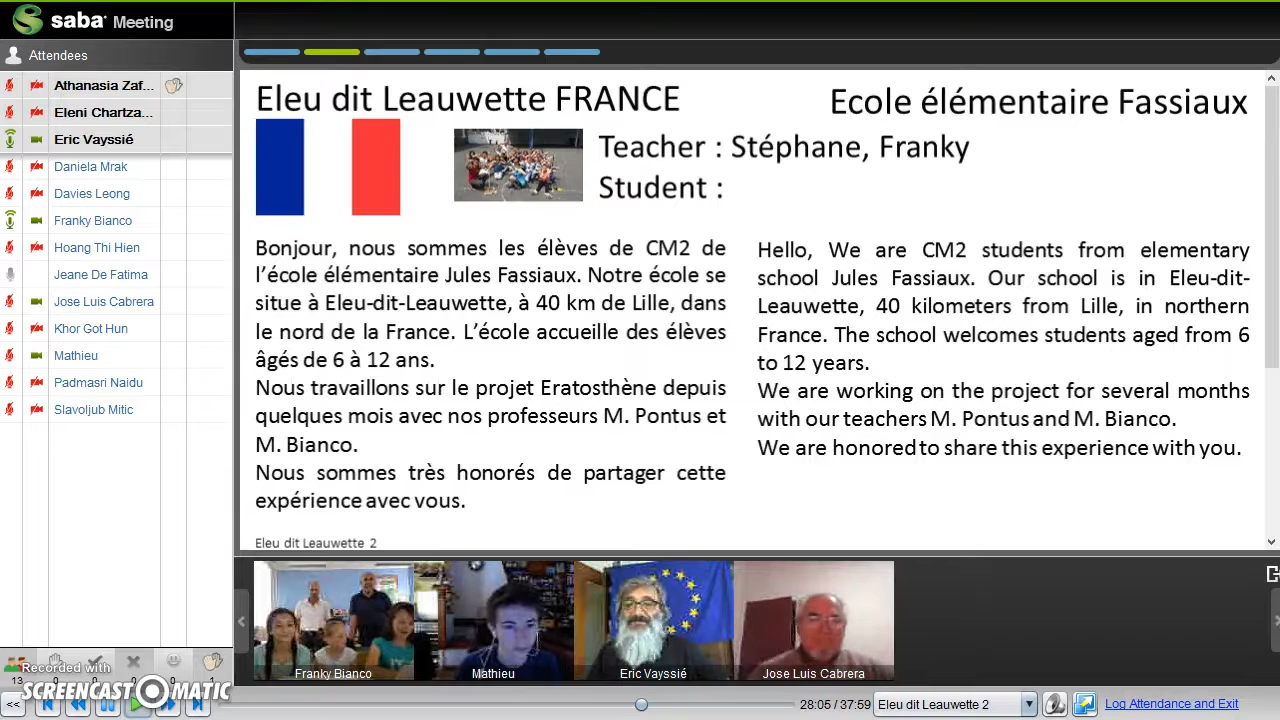 saba Meeting
Attendees
Athanasia Zaf...
Eleni Chartza...
Eric Vayssié
Daniela Mrak
Davies Leong
Franky Bianco
Hoang Thi Hien
Jeane De Fatima
Jose Luis Cabrera
Khor Got Hun
Mathieu
Padmasri Naidu
Slavoljub Mitic
Eleu dit Leauwette FRANCE
Ecole élémentaire Fassiaux
Teacher : Stéphane, Franky
Student :
Bonjour, nous sommes les élèves de CM2 de
l’école élémentaire Jules Fassiaux. Notre école se
situe à Eleu-dit-Leauwette, à 40 km de Lille, dans
le nord de la France. L’école accueille des élèves
âgés de 6 à 12 ans.
Nous travaillons sur le projet Eratosthène depuis
quelques mois avec nos professeurs M. Pontus et
M. Bianco.
Nous sommes très honorés de partager cette
expérience avec vous.
Hello, We are CM2 students from elementary
school Jules Fassiaux. Our school is in Eleu-dit-
Leauwette, 40 kilometers from Lille, in northern
France. The school welcomes students aged from 6
to 12 years.
We are working on the project for several months
with our teachers M. Pontus and M. Bianco.
We are honored to share this experience with you.
Eleu dit Leauwette 2
Franky Bianco
Mathieu
Eric Vayssié
Jose Luis Cabrera
Recorded with
SCREENCAST MATIC
28:05 / 37:59
Eleu dit Leauwette 2
Log Attendance and Exit